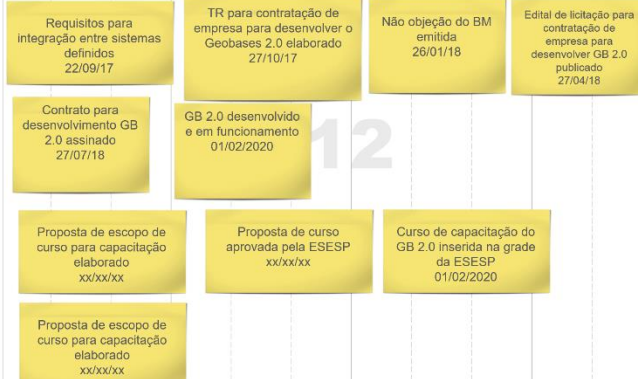 Requisitos para
integração entre sistemas
definidos
22/09/17
TR para contratação de
empresa para desenvolver o
Geobases 2.0 elaborado
27/10/17
Não objeção do BM
emitida
26/01/18
Edital de licitação para
contratação de
empresa para
desenvolver GB 2.0
publicado
27/04/18
Contrato para
desenvolvimento GB
2.0 assinado
27/07/18
GB 2.0 desenvolvido
e em funcionamento
01/02/2020
12
Proposta de escopo de
curso para capacitação
elaborado
xx/xx/xx
Proposta de curso
aprovada pela ESESP
xx/xx/xx
Curso de capacitação do
GB 2.0 inserida na grade
da ESESP
01/02/2020
Proposta de escopo de
curso para capacitação
elaborado
xx/xx/xx